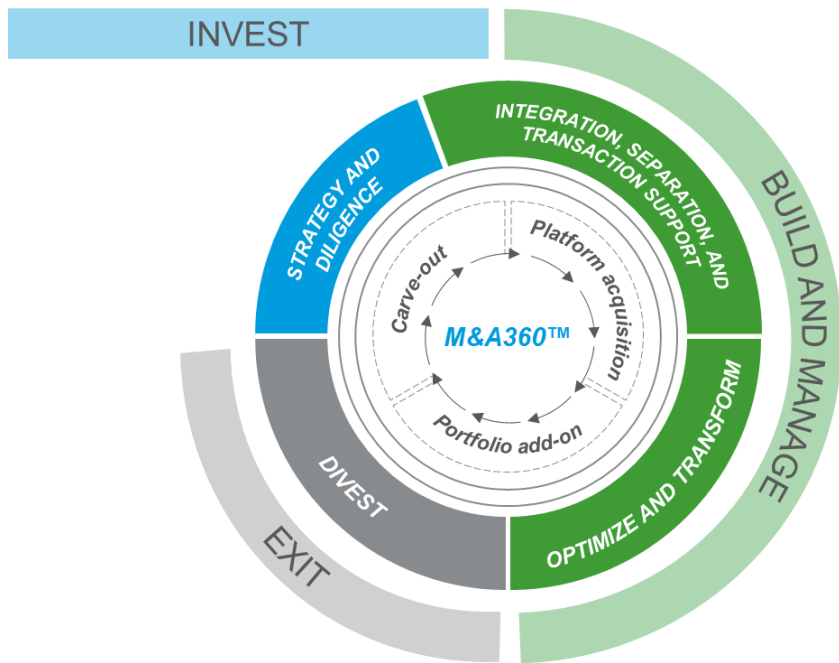 INVEST
BUILD AND MANAGE
EXIT
STRATEGY AND
DILIGENCE
INTEGRATION, SEPARATION, AND
TRANSACTION SUPPORT
OPTIMIZE AND TRANSFORM
DIVEST
Carve-out
Platform acquisition
Portfolio add-on
M&A360™